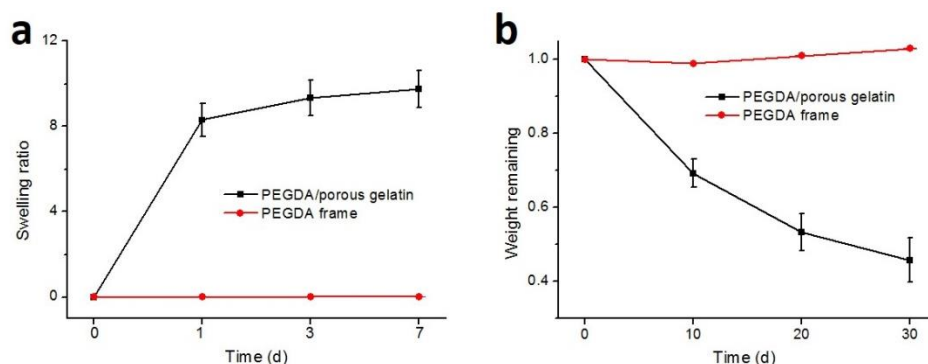 a
12
8
4
0
Swelling ratio
PEGDA/porous gelatin
PEGDA frame
0 1 3 7
Time (d)
b
1.0
0.8
0.6
0.4
Weight remaining
PEGDA/porous gelatin
PEGDA frame
0 10 20 30
Time (d)